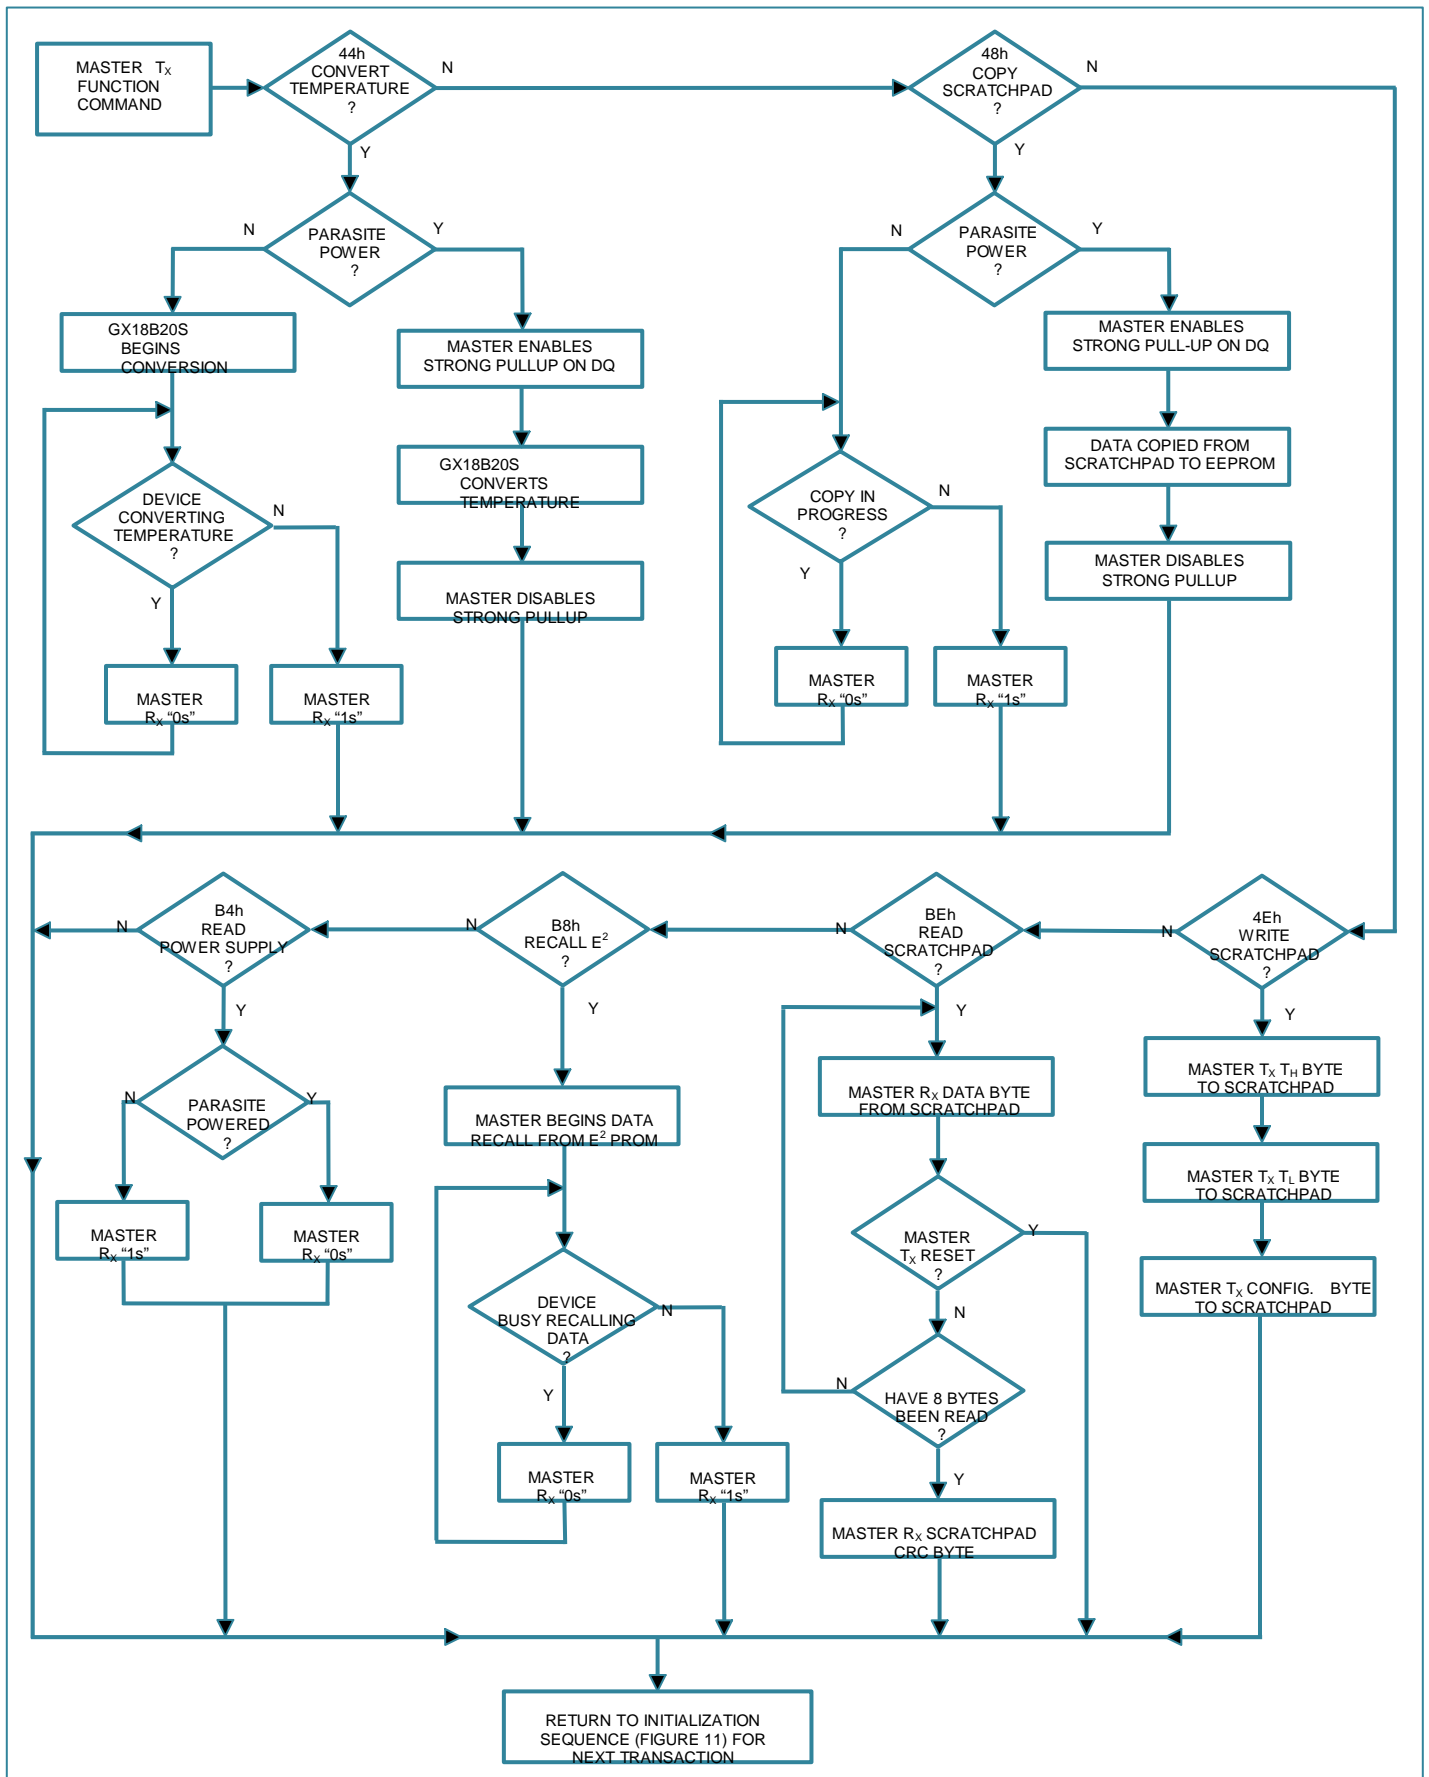 MASTER TX
FUNCTION
COMMAND
44h
CONVERT
TEMPERATURE
?
N
Y
48h
COPY
SCRATCHPAD
?
N
Y
PARASITE
POWER
?
N
Y
GX18B20S
BEGINS
CONVERSION
MASTER ENABLES
STRONG PULLUP ON DQ
GX18B20S
CONVERTS
TEMPERATURE
MASTER DISABLES
STRONG PULLUP
DEVICE
CONVERTING
TEMPERATURE
?
N
Y
MASTER
RX “0s”
MASTER
RX “1s”
PARASITE
POWER
?
N
Y
MASTER ENABLES
STRONG PULL-UP ON DQ
DATA COPIED FROM
SCRATCHPAD TO EEPROM
MASTER DISABLES
STRONG PULLUP
COPY IN
PROGRESS
?
N
Y
MASTER
RX “0s”
MASTER
RX “1s”
B4h
READ
POWER SUPPLY
?
N
Y
PARASITE
POWERED
?
N
Y
MASTER
RX “1s”
MASTER
RX “0s”
B8h
RECALL E2
?
N
Y
MASTER BEGINS DATA
RECALL FROM E2 PROM
DEVICE
BUSY RECALLING
DATA
?
N
Y
MASTER
RX “0s”
MASTER
RX “1s”
BEh
READ
SCRATCHPAD
?
N
Y
MASTER RX DATA BYTE
FROM SCRATCHPAD
MASTER
TX RESET
?
Y
N
HAVE 8 BYTES
BEEN READ
?
N
Y
MASTER RX SCRATCHPAD
CRC BYTE
4Eh
WRITE
SCRATCHPAD
?
N
Y
MASTER TX TH BYTE
TO SCRATCHPAD
MASTER TX TL BYTE
TO SCRATCHPAD
MASTER TX CONFIG. BYTE
TO SCRATCHPAD
RETURN TO INITIALIZATION
SEQUENCE (FIGURE 11) FOR
NEXT TRANSACTION